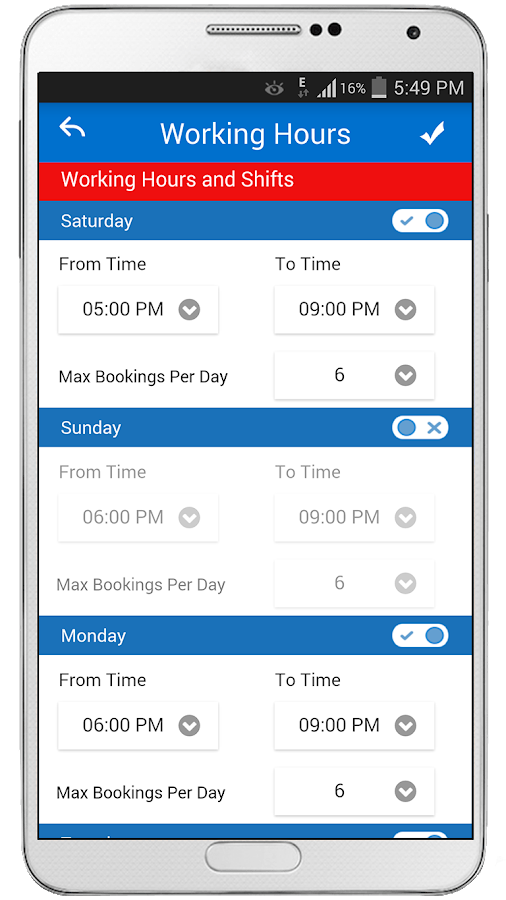 E 16% 5:49 PM
Working Hours
Working Hours and Shifts
Saturday
From Time To Time
05:00 PM 09:00 PM
Max Bookings Per Day 6
Sunday
From Time To Time
06:00 PM 09:00 PM
Max Bookings Per Day 6
Monday
From Time To Time
06:00 PM 09:00 PM
Max Bookings Per Day 6